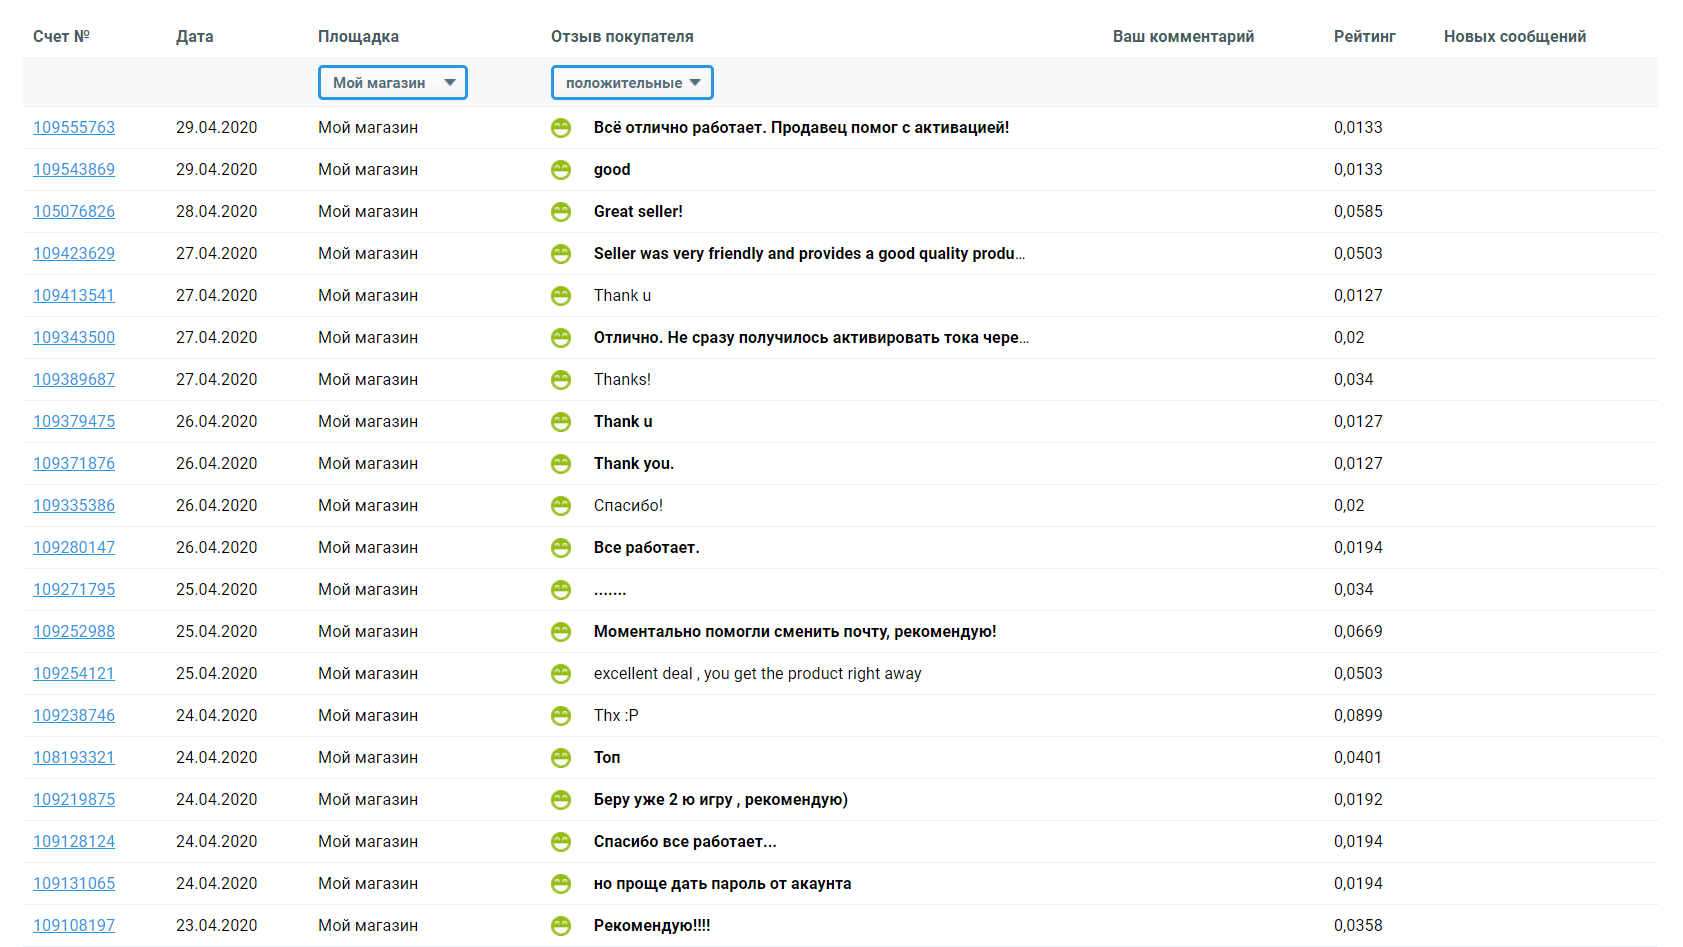 Счет № Дата Площадка Отзыв покупателя Ваш комментарий Рейтинг Новых сообщений
Мой магазин положительные
109555763 29.04.2020 Мой магазин Всё отлично работает. Продавец помог с активацией! 0,0133
109543869 29.04.2020 Мой магазин good 0,0133
105076826 28.04.2020 Мой магазин Great seller! 0,0585
109423629 27.04.2020 Мой магазин Seller was very friendly and provides a good quality produ... 0,0503
109413541 27.04.2020 Мой магазин Thank u 0,0127
109343500 27.04.2020 Мой магазин Отлично. Не сразу получилось активировать тока чере... 0,02
109389687 27.04.2020 Мой магазин Thanks! 0,034
109379475 26.04.2020 Мой магазин Thank u 0,0127
109371876 26.04.2020 Мой магазин Thank you. 0,0127
109335386 26.04.2020 Мой магазин Спасибо! 0,02
109280147 26.04.2020 Мой магазин Все работает. 0,0194
109271795 25.04.2020 Мой магазин ....... 0,034
109252988 25.04.2020 Мой магазин Моментально помогли сменить почту, рекомендую! 0,0669
109254121 25.04.2020 Мой магазин excellent deal , you get the product right away 0,0503
109238746 24.04.2020 Мой магазин Thx :P 0,0899
108193321 24.04.2020 Мой магазин Топ 0,0401
109219875 24.04.2020 Мой магазин Беру уже 2 ю игру , рекомендую) 0,0192
109128124 24.04.2020 Мой магазин Спасибо все работает... 0,0194
109131065 24.04.2020 Мой магазин но проще дать пароль от акаунта 0,0194
109108197 23.04.2020 Мой магазин Рекомендую!!!! 0,0358